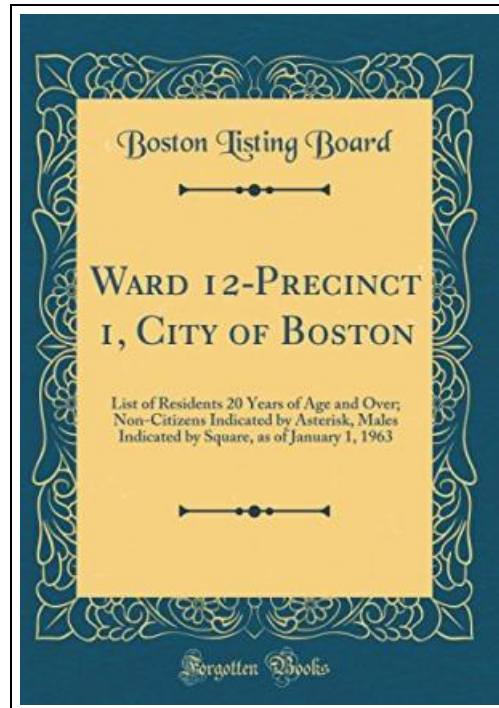 Boston Listing Board
Ward 12-Precinct
1, City of Boston
List of Residents 20 Years of Age and Over;
Non-Citizens Indicated by Asterisk, Males
Indicated by Square, as of January 1, 1963
Forgotten Books